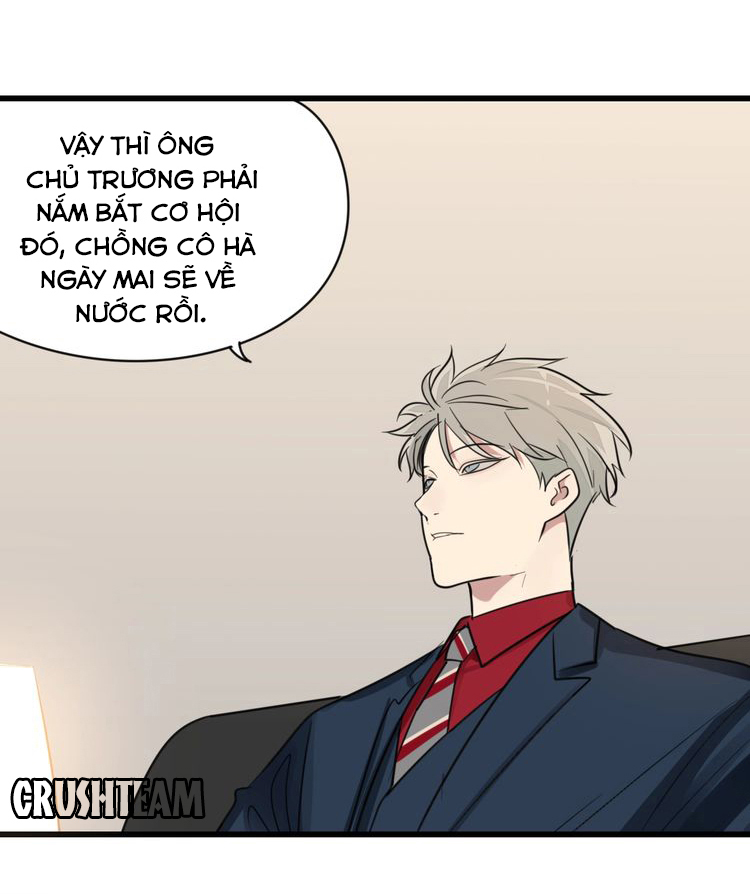 VẬY THÌ ÔNG
CHỦ TRƯƠNG PHẢI
NẮM BẮT CƠ HỘI
ĐÓ, CHỒNG CÔ HÀ
NGÀY MAI SẼ VỀ
NƯỚC RỒI.
CRUSHTEAM